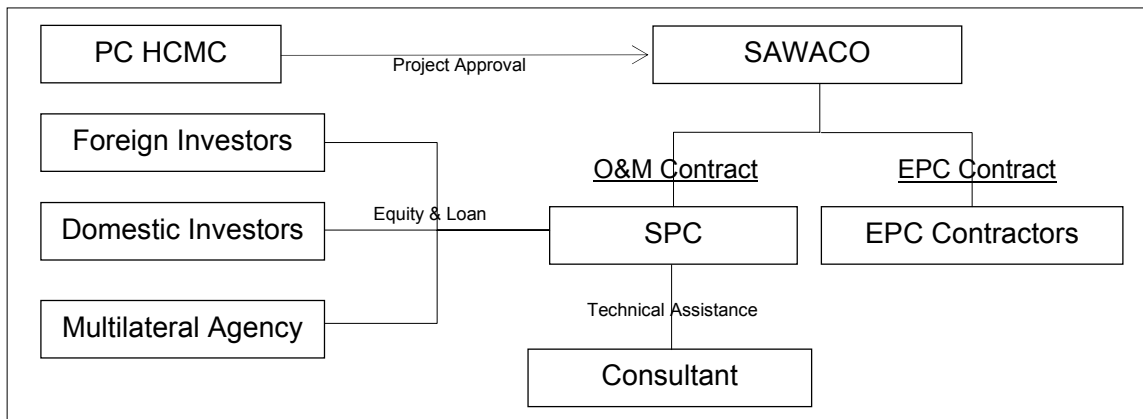 PC HCMC
Project Approval
SAWACO
Foreign Investors
O&M Contract
EPC Contract
Domestic Investors
Equity & Loan
SPC
EPC Contractors
Multilateral Agency
Technical Assistance
Consultant